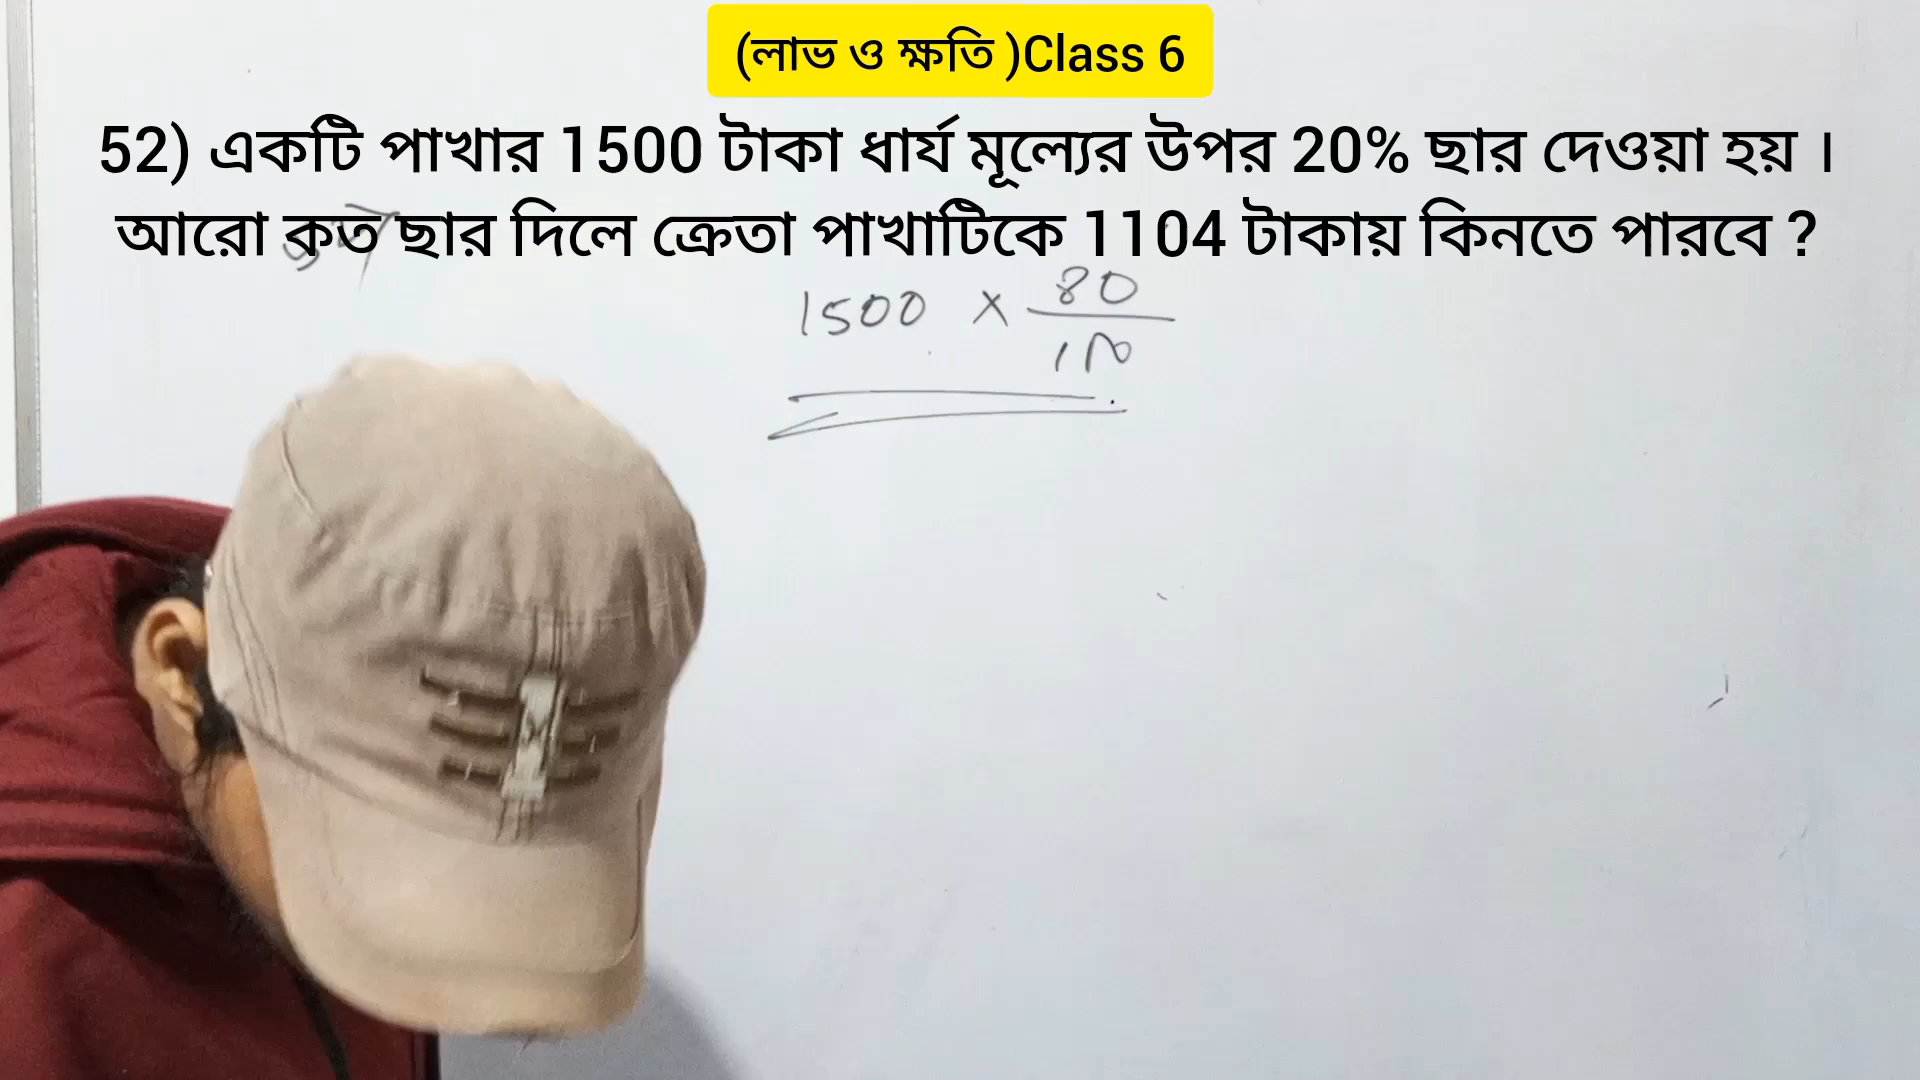 (লাভ ও ক্ষতি )Class 6
52) একটি পাখার 1500 টাকা ধার্য মূল্যের উপর 20% ছার দেওয়া হয় ।
আরো কত ছার দিলে ক্রেতা পাখাটিকে 1104 টাকায় কিনতে পারবে ?
1500 × 80
100